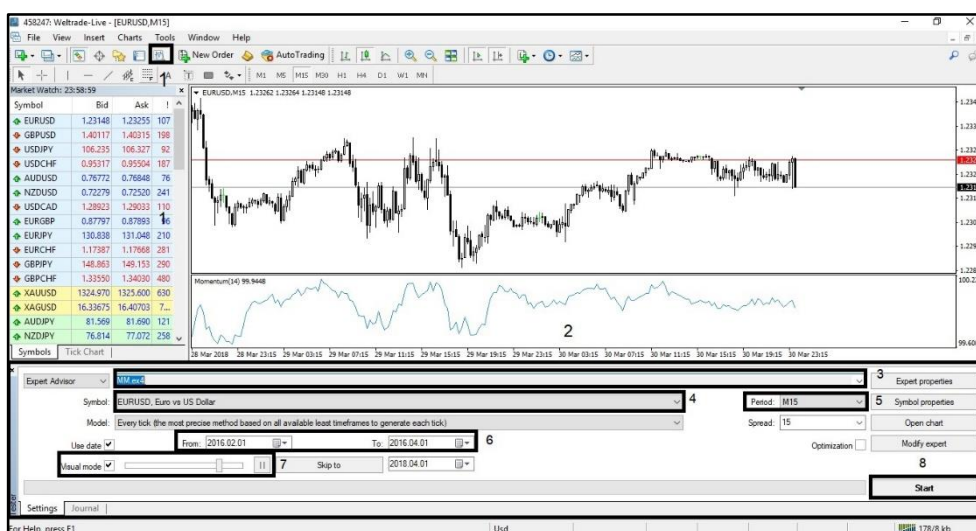 458247: Weltrade-Live - [EURUSD,M15]
File View Insert Charts Tools Window Help
New Order AutoTrading
1 A T M1 M5 M15 M30 H1 H4 D1 W1 MN
Market Watch: 23:58:59
Symbol Bid Ask !
EURUSD 1.23148 1.23255 107
GBPUSD 1.40117 1.40315 198
USDJPY 106.235 106.327 92
USDCHF 0.95317 0.95504 187
AUDUSD 0.76772 0.76848 76
NZDUSD 0.72279 0.72520 241
USDCAD 1.28923 1.29033 110
EURGBP 0.87797 0.87893 96
1
EURJPY 130.838 131.048 210
EURCHF 1.17387 1.17668 281
GBPJPY 148.863 149.153 290
GBPCHF 1.33550 1.34030 480
XAUUSD 1324.970 1325.600 630
XAGUSD 16.33675 16.40703 7...
AUDJPY 81.569 81.690 121
NZDJPY 76.814 77.072 258
Symbols Tick Chart
EURUSD,M15 1.23262 1.23264 1.23148 1.23148
Momentum(14) 99.9448
2
28 Mar 2018 28 Mar 23:15 29 Mar 03:15 29 Mar 07:15 29 Mar 11:15 29 Mar 15:15 29 Mar 19:15 29 Mar 23:15 30 Mar 03:15 30 Mar 07:15 30 Mar 11:15 30 Mar 15:15 30 Mar 19:15 30 Mar 23:15
Expert Advisor MM.ex4 3 Expert properties
Symbol: EURUSD, Euro vs US Dollar 4 Period: M15 5 Symbol properties
Model: Every tick (the most precise method based on all available least timeframes to generate each tick) Spread: 15 Open chart
Use date From: 2016.02.01 To: 2016.04.01 6 Optimization Modify expert
Visual mode 7 Skip to 2018.04.01 8
Start
Settings Journal
For Help, press F1 Usd 178/8 kb